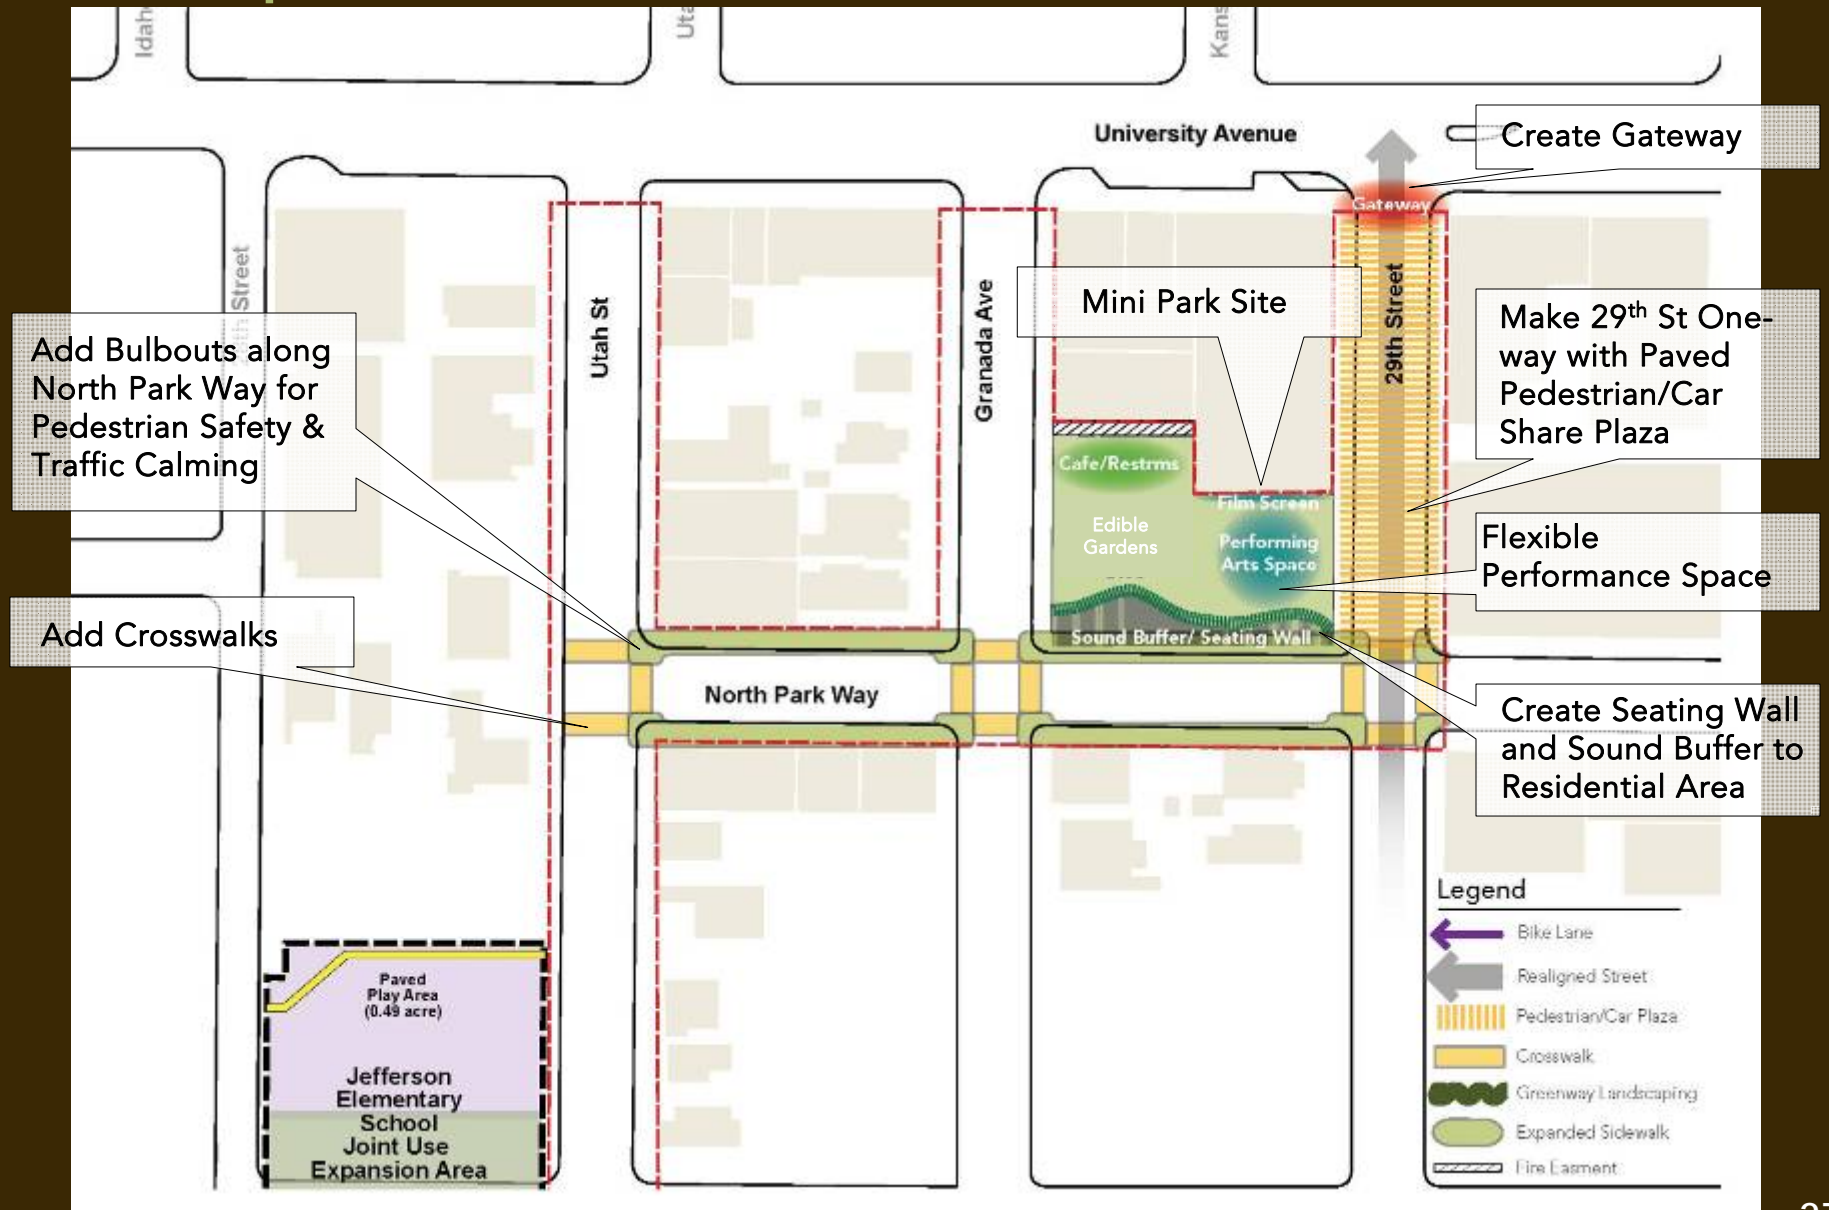 University Avenue
Create Gateway
Gateway
Mini Park Site
29th Street
Make 29th St One-
way with Paved
Pedestrian/Car
Share Plaza
Street
Utah St
Granada Ave
Add Bulbouts along
North Park Way for
Pedestrian Safety &
Traffic Calming
Cafe/Restrms
Film Screen
Edible
Gardens
Performing
Arts Space
Flexible
Performance Space
Add Crosswalks
Sound Buffer/ Seating Wall
North Park Way
Create Seating Wall
and Sound Buffer to
Residential Area
Legend
Bike Lane
Realigned Street
Pedestrian/Car Plaza
Crosswalk
Greenway Landscaping
Expanded Sidewalk
Fire Easment
Paved
Play Area
(0.49 acre)
Jefferson
Elementary
School
Joint Use
Expansion Area